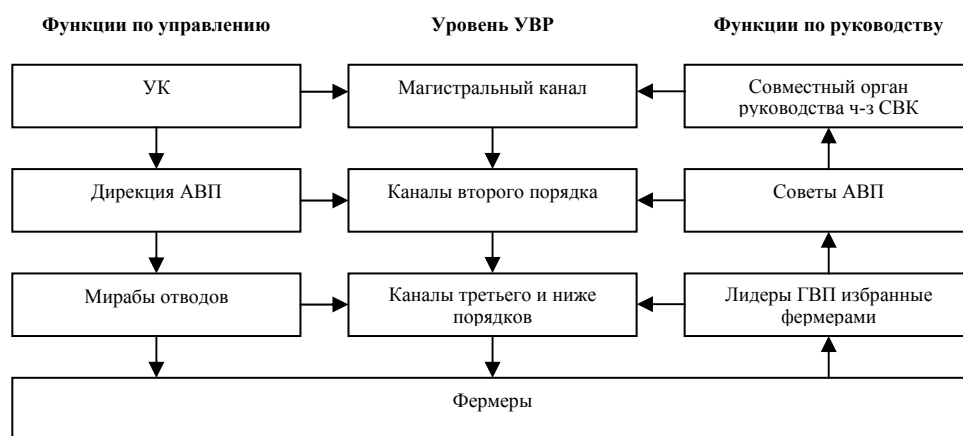 Функции по управлению
Уровень УВР
Функции по руководству
УК
Магистральный канал
Совместный орган
руководства ч-з СВК
Дирекция АВП
Каналы второго порядка
Советы АВП
Мирабы отводов
Каналы третьего и ниже
порядков
Лидеры ГВП избранные
фермерами
Фермеры